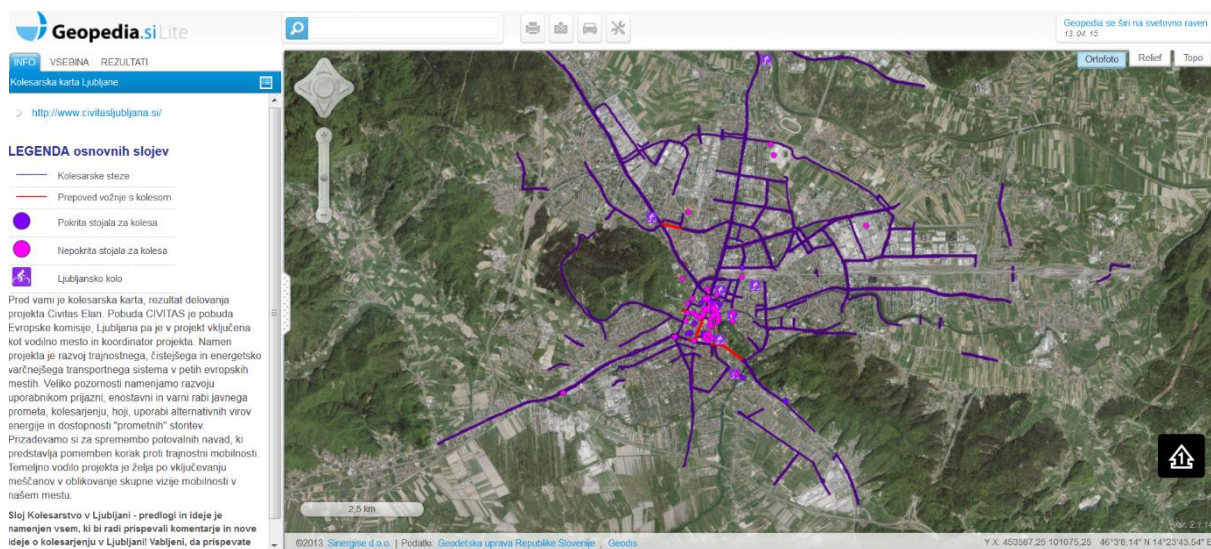 Geopedia.si Lite
Geopedia se širi na svetovno raven
13. 04. 15
INFO VSEBINA REZULTATI
Ortofoto Relief Topo
Kolesarska karta Ljubljane
http://www.civitasljubljana.si/
LEGENDA osnovnih slojev
Kolesarske steze
Prepoved vožnje s kolesom
Pokrita stojala za kolesa
Nepokrita stojala za kolesa
Ljubljansko kolo
Pred vami je kolesarska karta, rezultat delovanja
projekta Civitas Elan. Pobuda CIVITAS je pobuda
Evropske komisije, Ljubljana pa je v projekt vključena
kot vodilno mesto in koordinator projekta. Namen
projekta je razvoj trajnostnega, čistejšega in energetsko
varčnejšega transportnega sistema v petih evropskih
mestih. Veliko pozornosti namenjamo razvoju
uporabnikom prijazni, enostavni in varni rabi javnega
prometa, kolesarjenju, hoji, uporabi alternativnih virov
energije in dostopnosti "prometnih" storitev.
Prizadevamo si za spremembo potovalnih navad, ki
predstavlja pomemben korak proti trajnostni mobilnosti.
Temeljno vodilo projekta je želja po vključevanju
meščanov v oblikovanje skupne vizije mobilnosti v
našem mestu.
Sloj Kolesarstvo v Ljubljani - predlogi in ideje je
namenjen vsem, ki bi radi prispevali komentarje in nove
ideje o kolesarjenju v Ljubljani! Vabljeni, da prispevate
2,5 km
Ver. 2.1.14
©2013 Sinergise d.o.o. | Podatki: Geodetska uprava Republike Slovenije , Geodis
Y X: 453587,25 101075,25 46°3'6,14" N 14°23'43,54" E